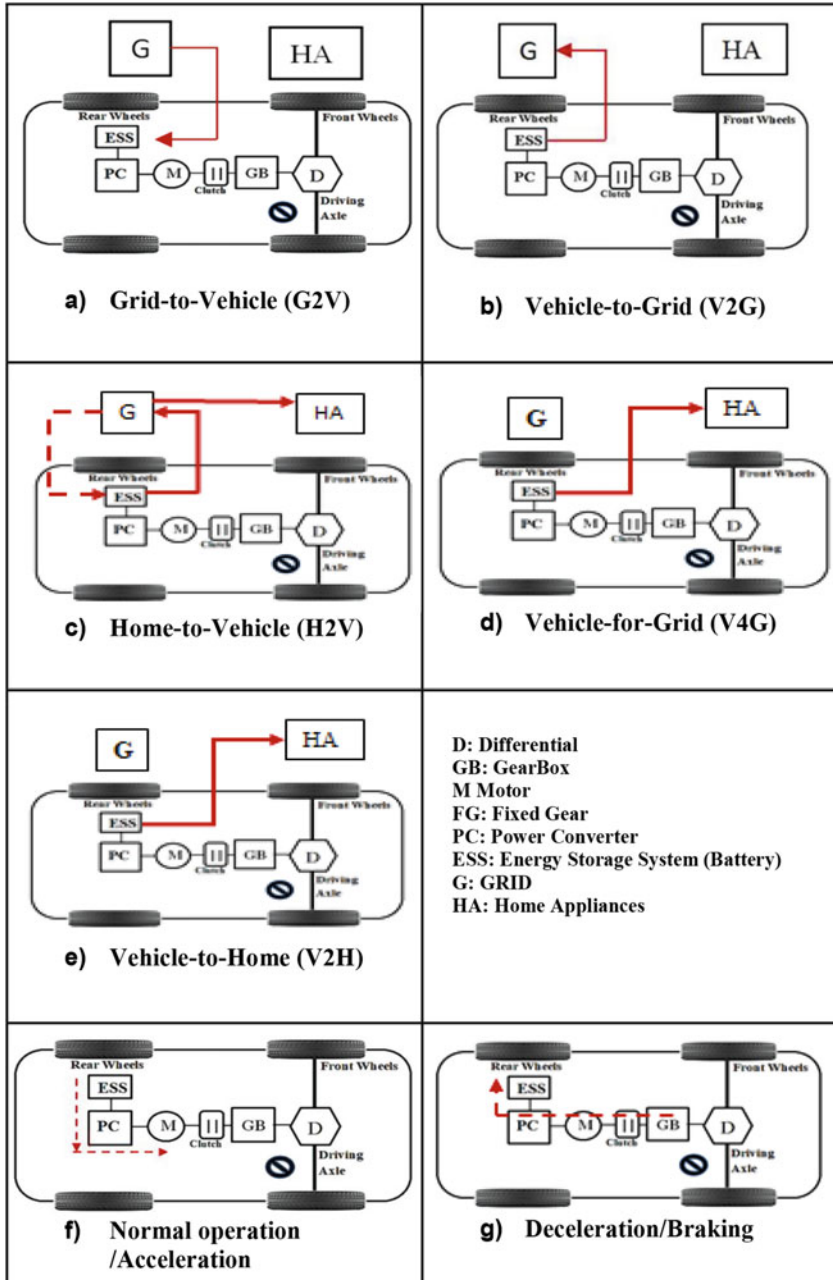 G
HA
Rear Wheels
Front Wheels
ESS
PC
M
Clutch
GB
D
Driving
Axle
a) Grid-to-Vehicle (G2V)
G
HA
Rear Wheels
Front Wheels
ESS
PC
M
Clutch
GB
D
Driving
Axle
b) Vehicle-to-Grid (V2G)
G
HA
Rear Wheels
Front Wheels
ESS
PC
M
Clutch
GB
D
Driving
Axle
c) Home-to-Vehicle (H2V)
G
HA
Rear Wheels
Front Wheels
ESS
PC
M
Clutch
GB
D
Driving
Axle
d) Vehicle-for-Grid (V4G)
G
HA
Rear Wheels
Front Wheels
ESS
PC
M
Clutch
GB
D
Driving
Axle
e) Vehicle-to-Home (V2H)
D: Differential
GB: GearBox
M Motor
FG: Fixed Gear
PC: Power Converter
ESS: Energy Storage System (Battery)
G: GRID
HA: Home Appliances
Rear Wheels
Front Wheels
ESS
PC
M
Clutch
GB
D
Driving
Axle
f) Normal operation
/Acceleration
Rear Wheels
Front Wheels
ESS
PC
M
Clutch
GB
D
Driving
Axle
g) Deceleration/Braking